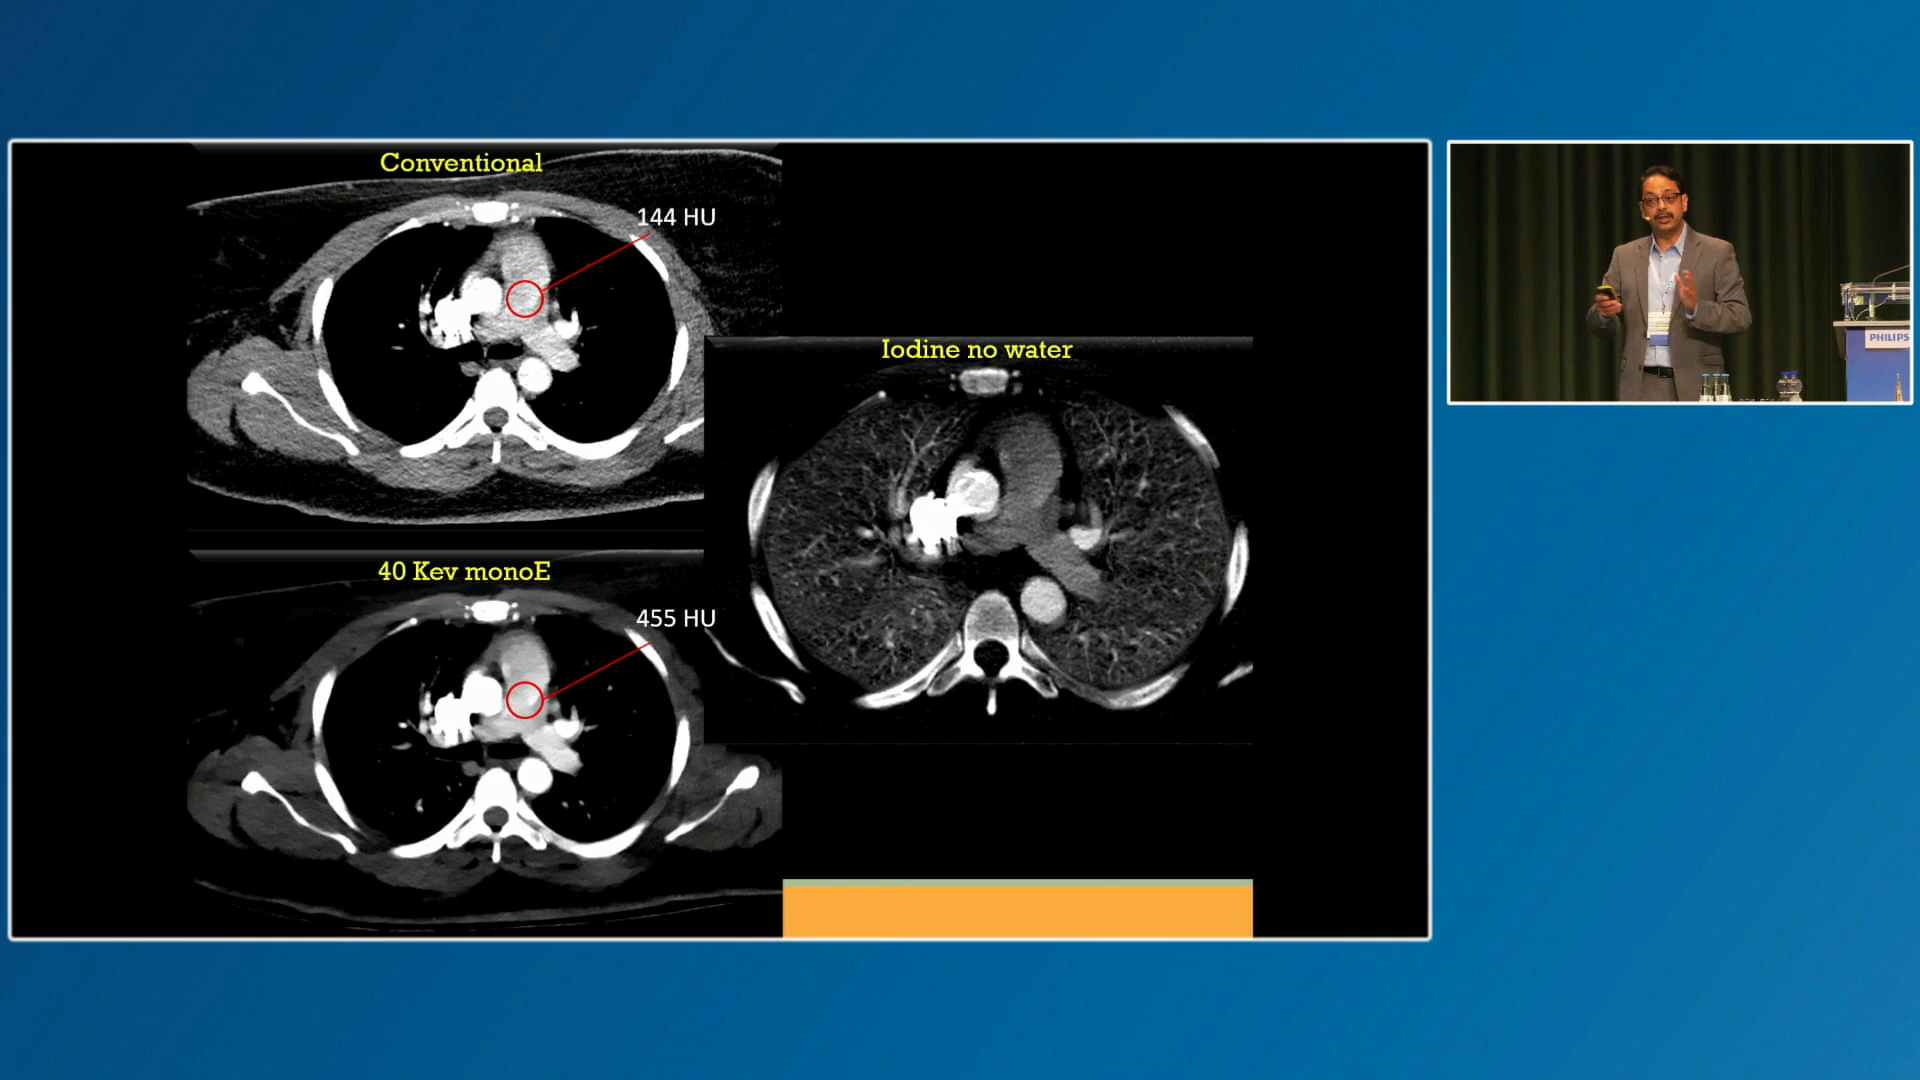 Conventional
144 HU
Iodine no water
40 Kev monoE
455 HU
PHILIPS